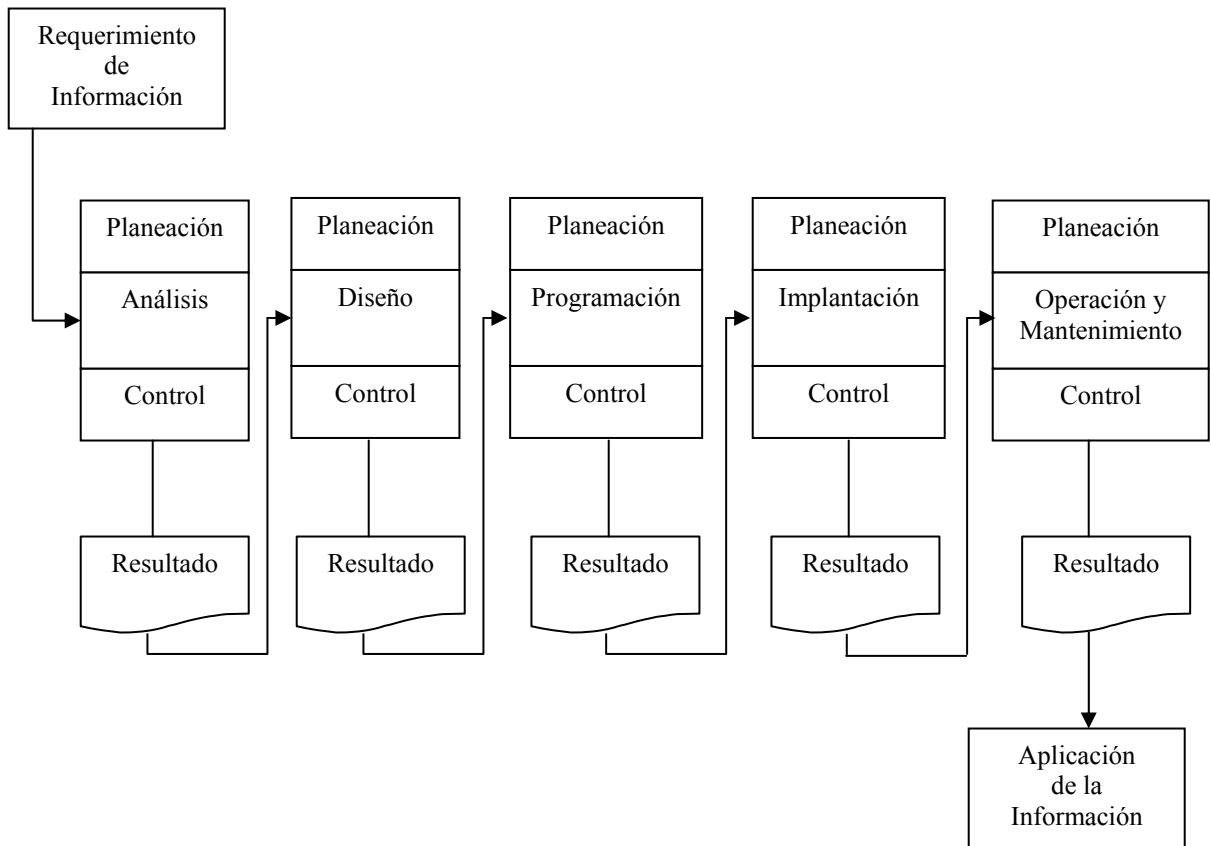 Requerimiento
de
Información
Planeación
Análisis
Control
Resultado
Planeación
Diseño
Control
Resultado
Planeación
Programación
Control
Resultado
Planeación
Implantación
Control
Resultado
Planeación
Operación y
Mantenimiento
Control
Resultado
Aplicación
de la
Información